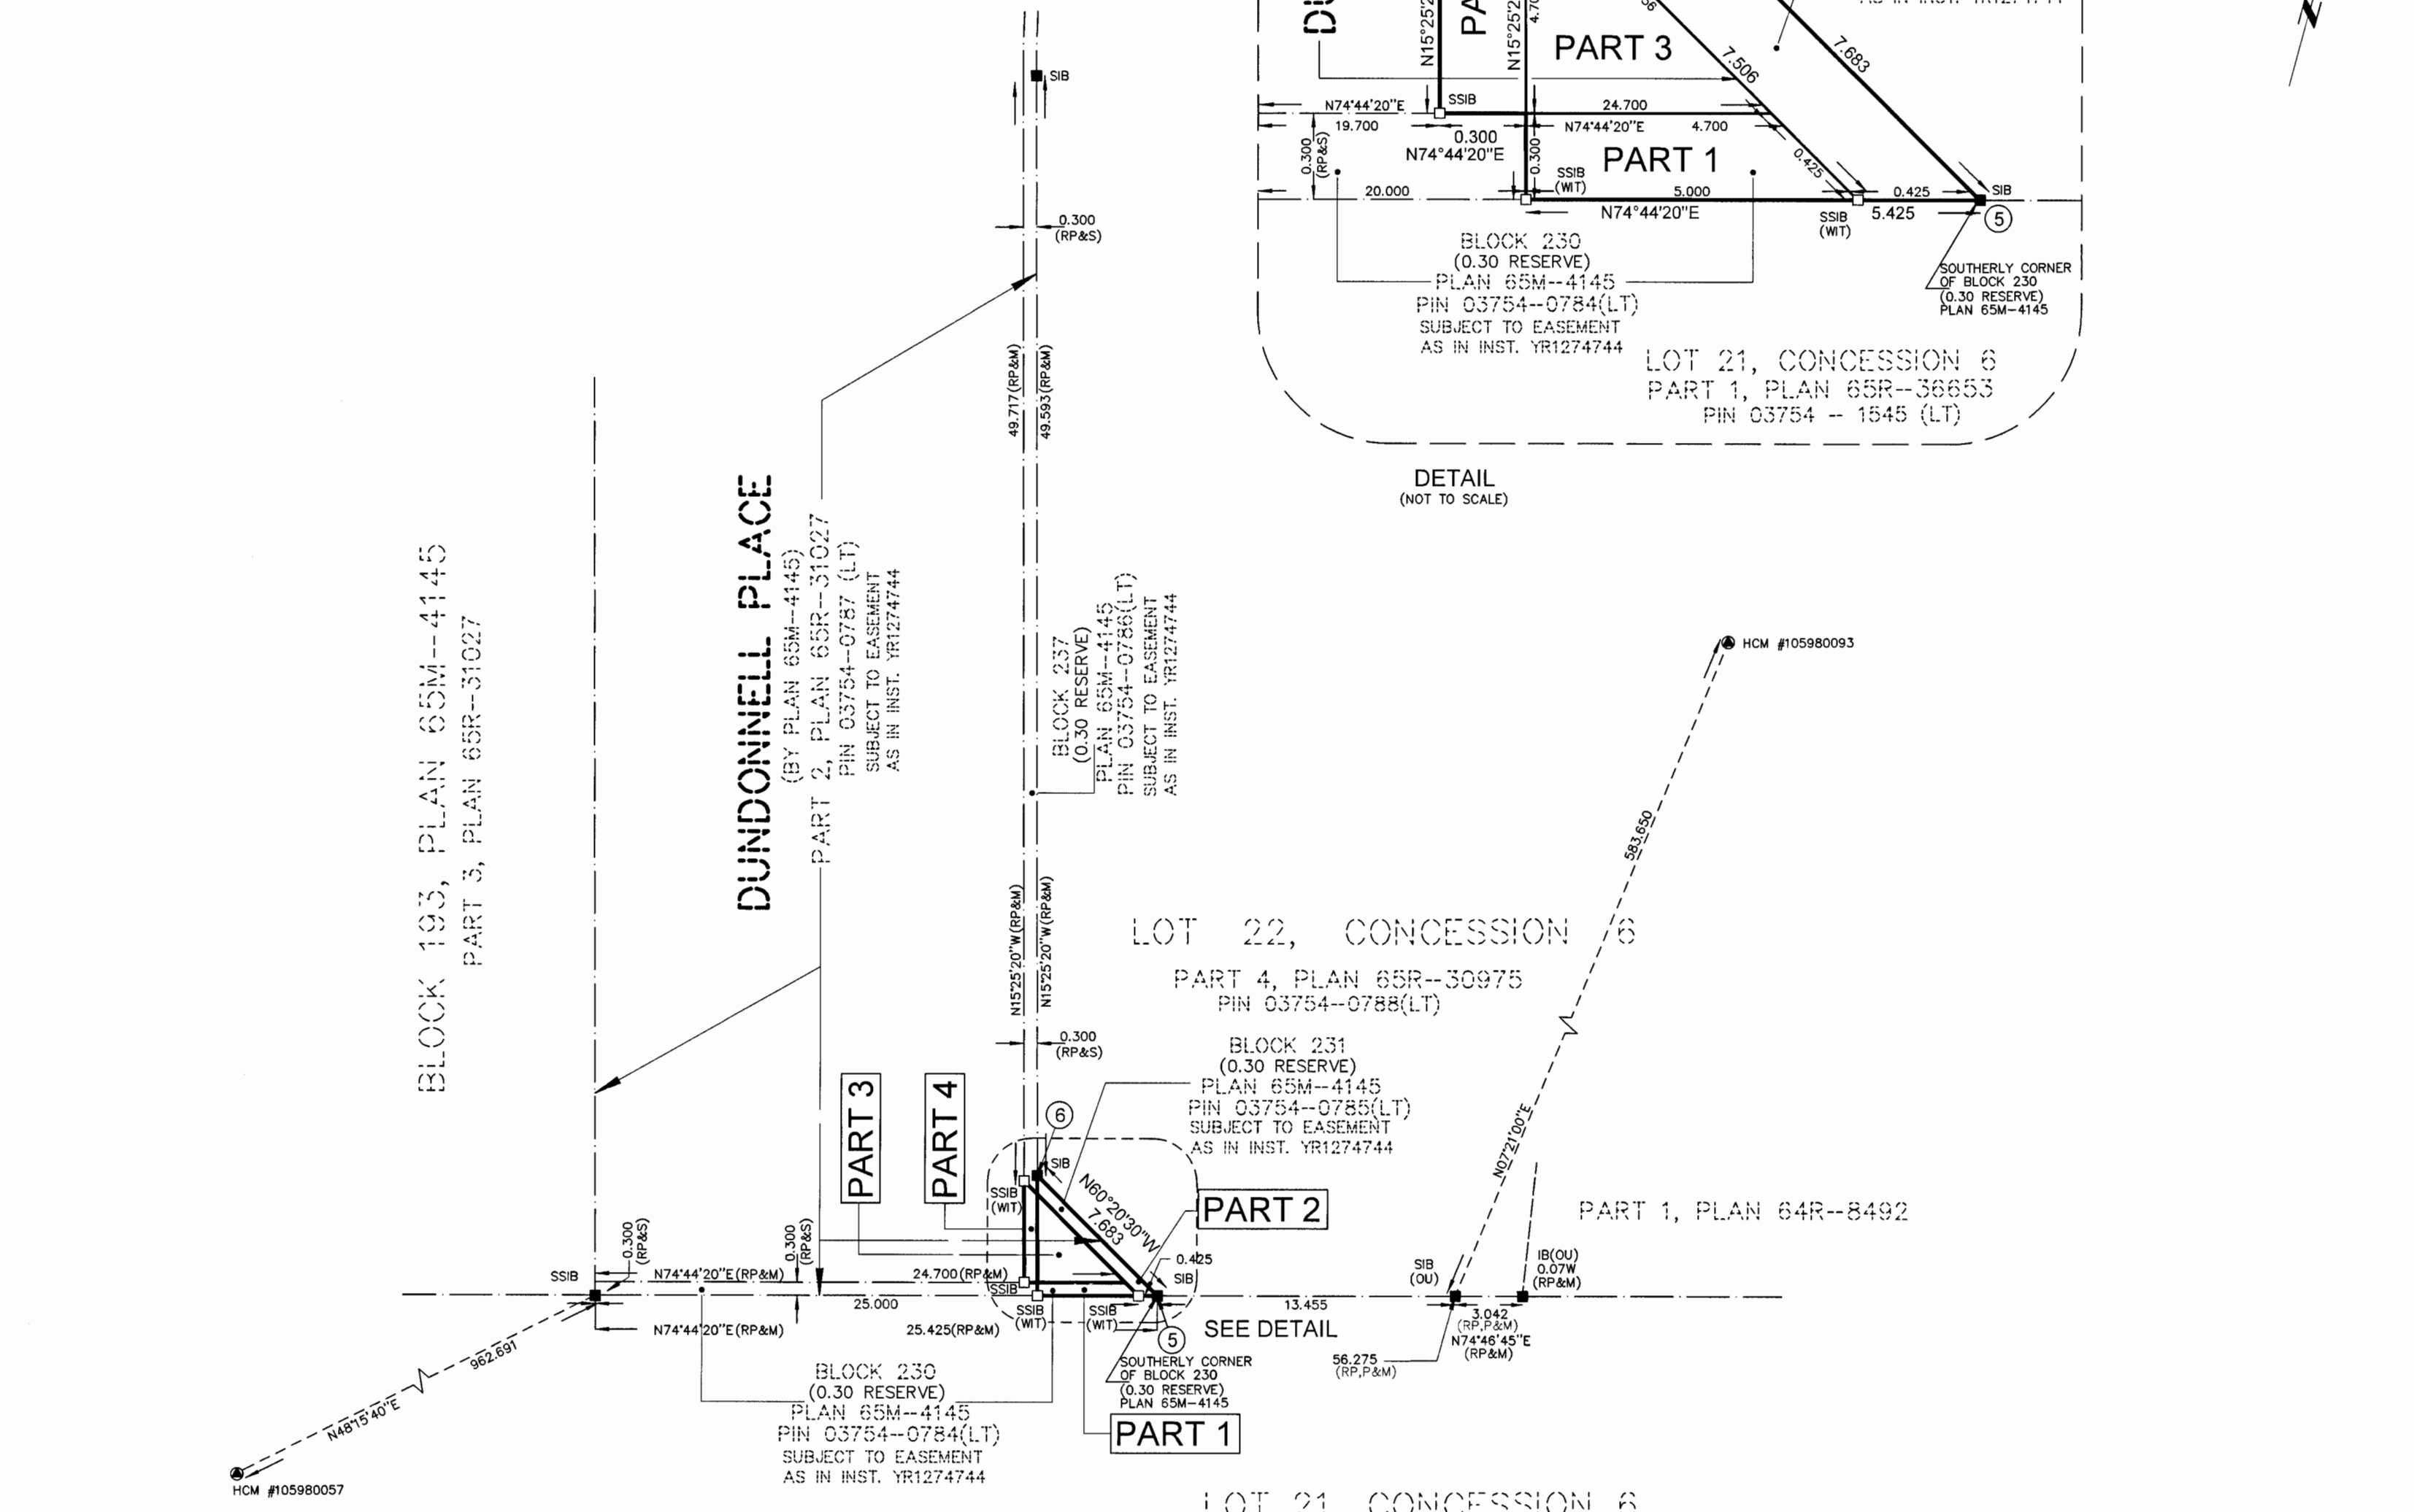 SIB
0.300
(RP&S)
49.717(RP&M)
49.593(RP&M)
N15°25'20"W(RP&M)
N15°25'20"W(RP&M)
0.300
(RP&S)
BLOCK 193, PLAN 65M--4145
PART 3, PLAN 65R--31027
DUNDONNELL PLACE
(BY PLAN 65M--4145)
PART 2, PLAN 65R--31027
PIN 03754--0787 (LT)
SUBJECT TO EASEMENT
AS IN INST. YR1274744
BLOCK 237
(0.30 RESERVE)
PLAN 65M--4145
PIN 03754--0786(LT)
SUBJECT TO EASEMENT
AS IN INST. YR1274744
N15°25'2
PA
N15°25'2
4.70
PART 3
7.506
7.683
N74°44'20"E
SSIB
24.700
19.700
0.300
N74°44'20"E
4.700
0.300
(RP&S)
N74°44'20"E
0.300
PART 1
0.425
SSIB
(WIT)
20.000
5.000
0.425
SIB
N74°44'20"E
SSIB
(WIT)
5.425
5
BLOCK 230
(0.30 RESERVE)
PLAN 65M--4145
PIN 03754--0784(LT)
SUBJECT TO EASEMENT
AS IN INST. YR1274744
SOUTHERLY CORNER
OF BLOCK 230
(0.30 RESERVE)
PLAN 65M-4145
LOT 21, CONCESSION 6
PART 1, PLAN 65R--36653
PIN 03754 -- 1545 (LT)
DETAIL
(NOT TO SCALE)
HCM #105980093
583.650
N07°21'00"E
LOT 22, CONCESSION 6
PART 4, PLAN 65R--30975
PIN 03754--0788(LT)
BLOCK 231
(0.30 RESERVE)
PLAN 65M--4145
PIN 03754--0785(LT)
SUBJECT TO EASEMENT
AS IN INST. YR1274744
PART 3
PART 4
6
SIB
SSIB
(WIT)
N60°20'30"W
7.683
PART 2
PART 1, PLAN 64R--8492
0.300
(RP&S)
0.300
(RP&S)
SSIB
N74°44'20"E(RP&M)
24.700(RP&M)
0.425
SIB
SSIB
25.000
SSIB
(WIT)
SSIB
(WIT)
N74°44'20"E(RP&M)
25.425(RP&M)
5
SEE DETAIL
13.455
SIB
(OU)
IB(OU)
0.07W
(RP&M)
3.042
(RP,P&M)
N74°46'45"E
(RP&M)
56.275
(RP,P&M)
SOUTHERLY CORNER
OF BLOCK 230
(0.30 RESERVE)
PLAN 65M-4145
PART 1
BLOCK 230
(0.30 RESERVE)
PLAN 65M--4145
PIN 03754--0784(LT)
SUBJECT TO EASEMENT
AS IN INST. YR1274744
962.691
N48°15'40"E
HCM #105980057
LOT 21 CONCESSION 6